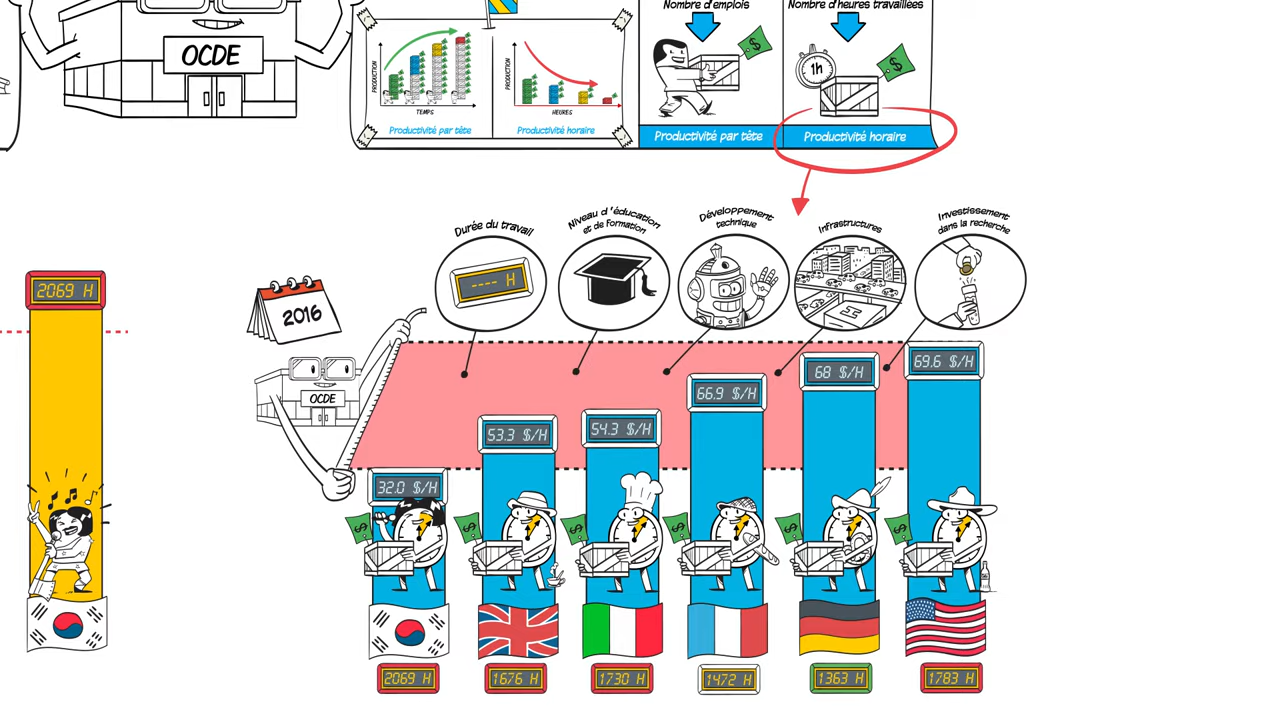 Nombre d'emplois
Nombre d'heures travaillées
OCDE
PRODUCTION
TEMPS
Productivité par tête
PRODUCTION
HEURES
Productivité horaire
$
1h
$
Productivité par tête
Productivité horaire
Durée du travail
Niveau d'éducation
et de formation
Développement
technique
Infrastructures
Investissement
dans la recherche
---- H
H
2069 H
2016
OCDE
32.0 $/H
53.3 $/H
54.3 $/H
66.9 $/H
68 $/H
69.6 $/H
$
$
$
$
$
$
2069 H
1676 H
1730 H
1472 H
1363 H
1783 H